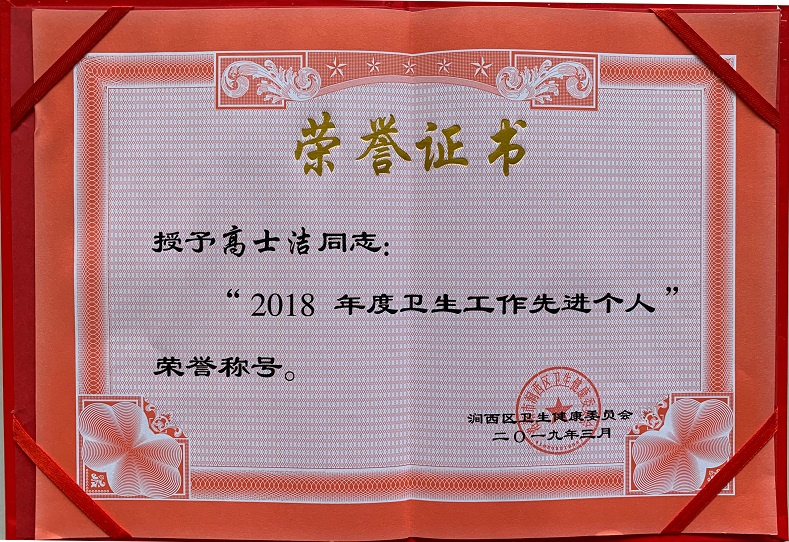 荣誉证书
授予高士洁同志：
“2018 年度卫生工作先进个人”
荣誉称号。
涧西区卫生健康委员会
二〇一九年三月